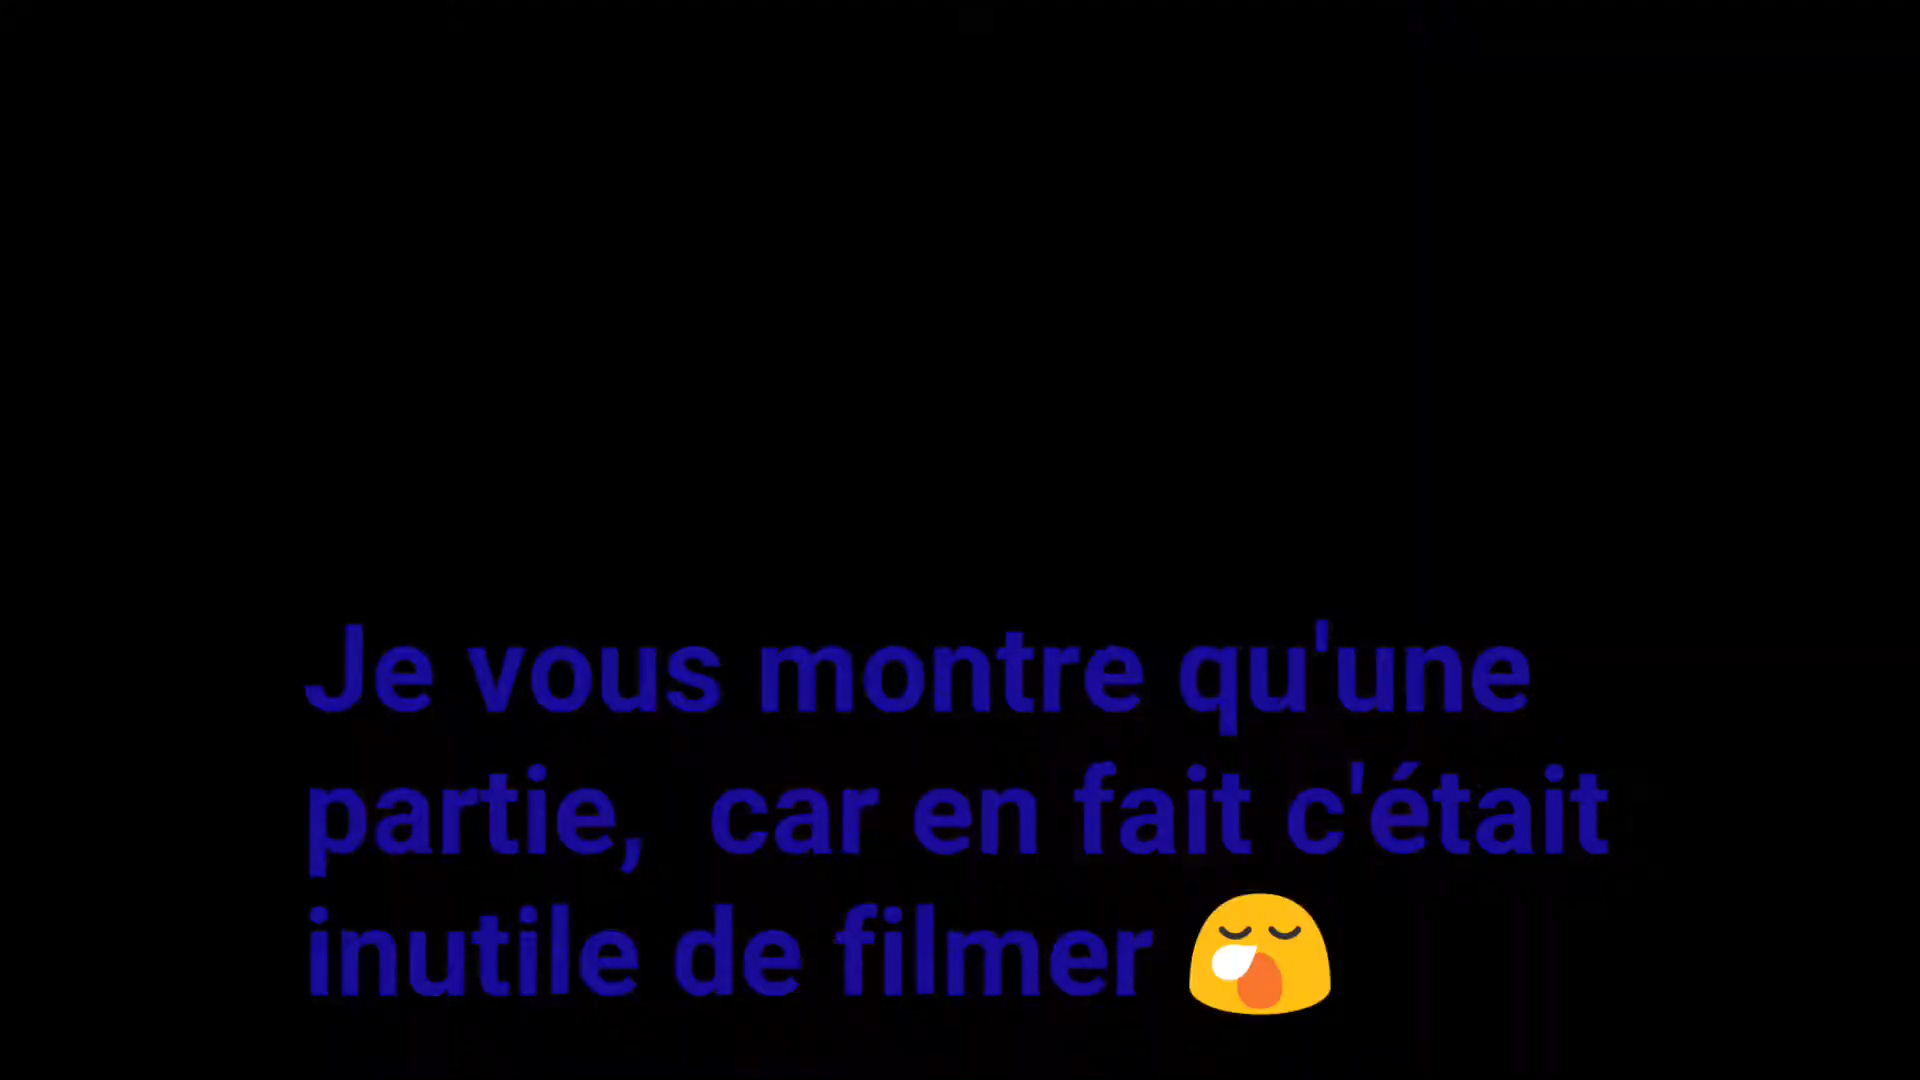 Je vous montre qu'une
partie,  car en fait c'était
inutile de filmer 😪